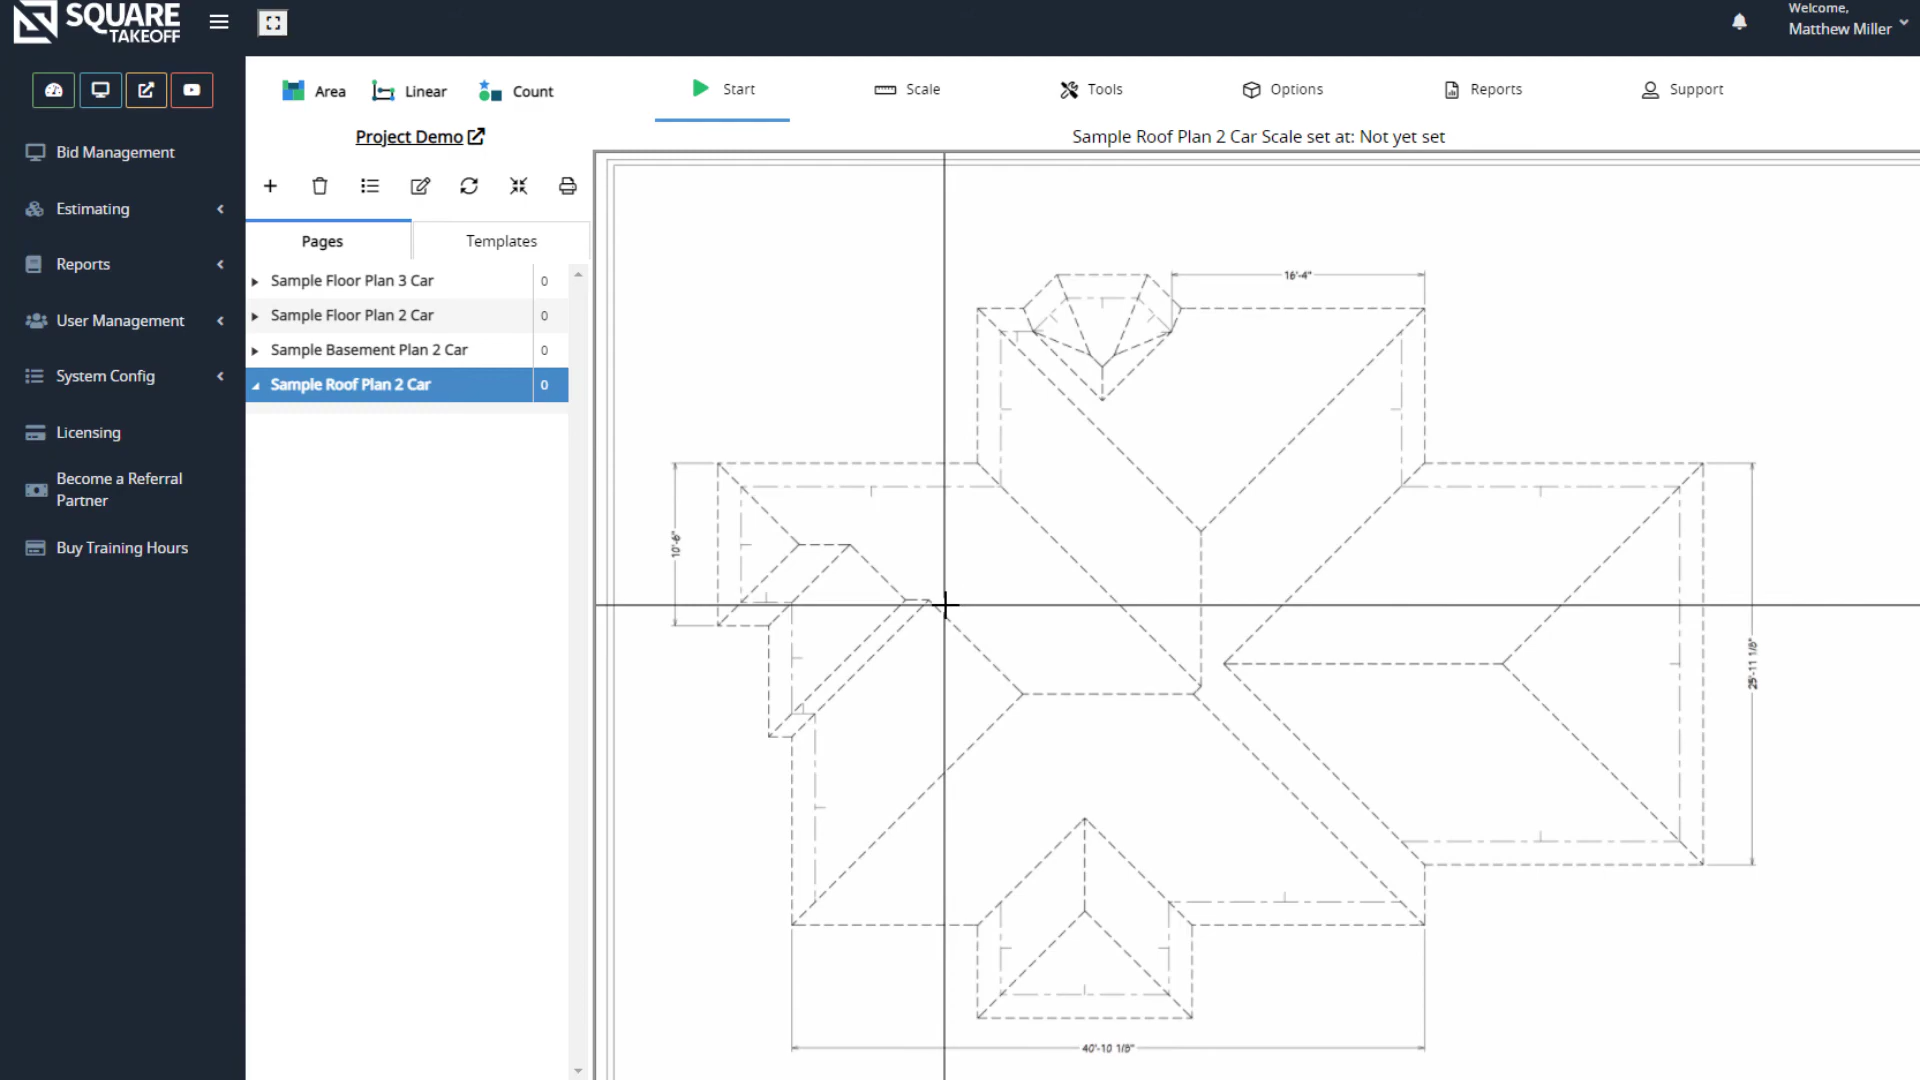 SQUARE
TAKEOFF
Welcome,
Matthew Miller
Area
Linear
Count
Start
Scale
Tools
Options
Reports
Support
Project Demo
Sample Roof Plan 2 Car Scale set at: Not yet set
Bid Management
Estimating
Reports
User Management
System Config
Licensing
Become a Referral
Partner
Buy Training Hours
Pages
Templates
Sample Floor Plan 3 Car 0
Sample Floor Plan 2 Car 0
Sample Basement Plan 2 Car 0
Sample Roof Plan 2 Car 0
16'-4"
10'-6"
25'-11 1/8"
40'-10 1/8"